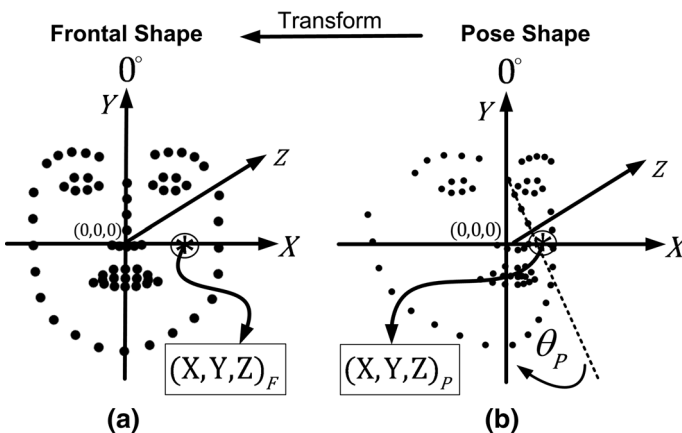 Transform
Frontal Shape
Pose Shape
0°
0°
Y
Y
Z
Z
(0,0,0)
(0,0,0)
*
*
X
X
(X,Y,Z)F
(X,Y,Z)P
θP
(a)
(b)